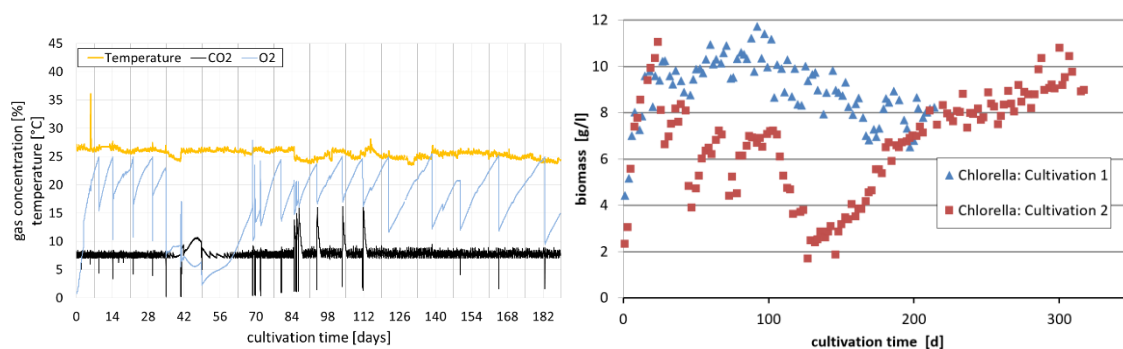 45
40
35
30
25
20
15
10
5
0
gas concentration [%]
temperature [°C]
Temperature CO2 O2
0 14 28 42 56 70 84 98 112 126 140 154 168 182
cultivation time [days]
12
10
8
6
4
2
0
biomass [g/l]
Chlorella: Cultivation 1
Chlorella: Cultivation 2
0 100 200 300
cultivation time [d]